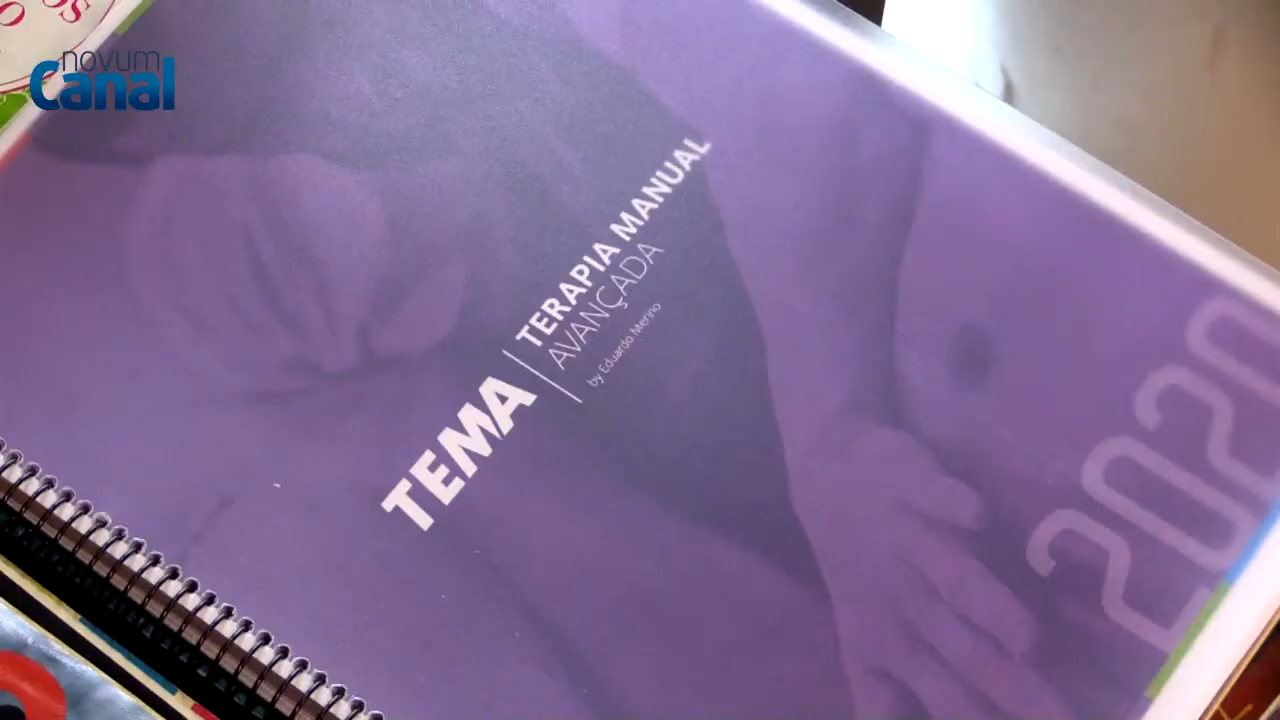 novum
Canal
TEMA
TERAPIA MANUAL
AVANÇADA
by Eduardo Merino
2020